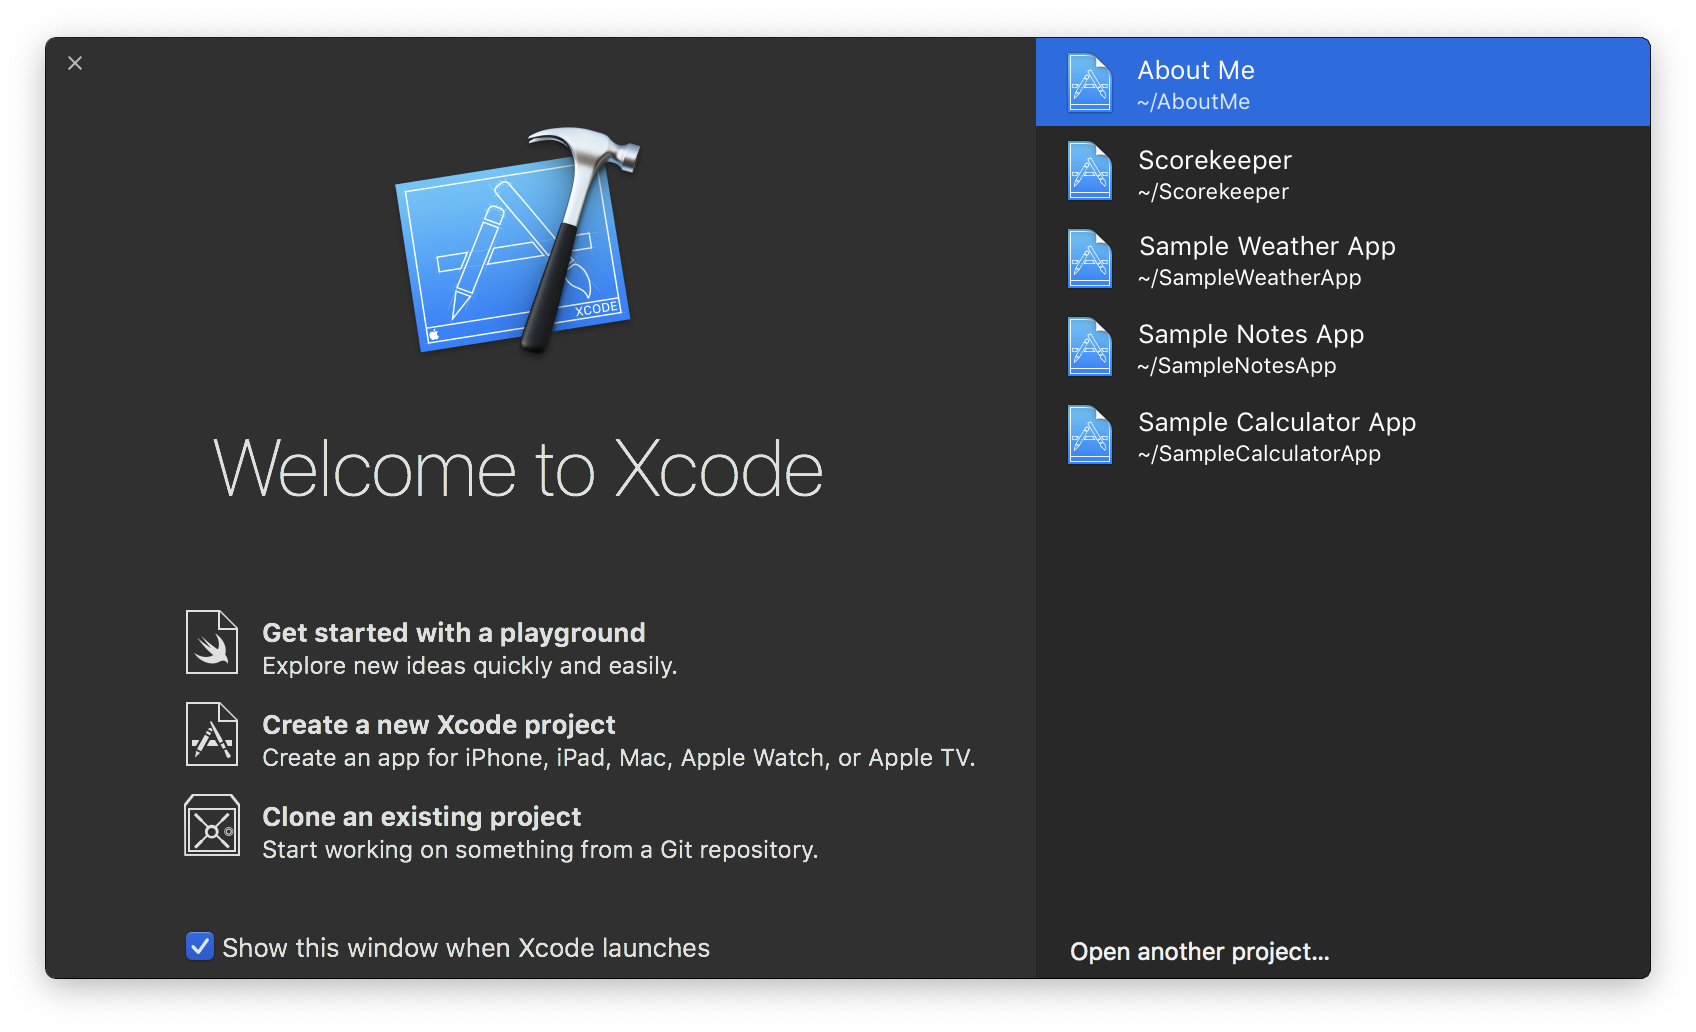 XCODE
Welcome to Xcode
Get started with a playground
Explore new ideas quickly and easily.
Create a new Xcode project
Create an app for iPhone, iPad, Mac, Apple Watch, or Apple TV.
Clone an existing project
Start working on something from a Git repository.
Show this window when Xcode launches
About Me
~/AboutMe
Scorekeeper
~/Scorekeeper
Sample Weather App
~/SampleWeatherApp
Sample Notes App
~/SampleNotesApp
Sample Calculator App
~/SampleCalculatorApp
Open another project...